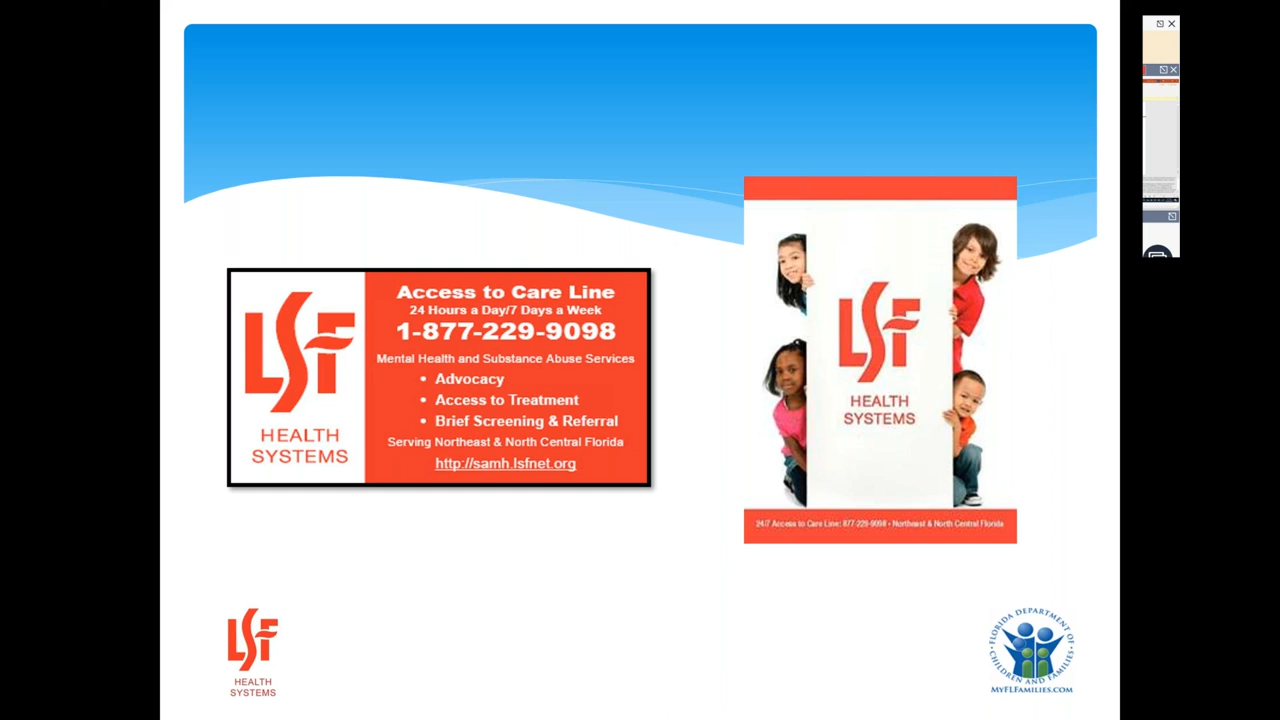 LSF
HEALTH
SYSTEMS
Access to Care Line
24 Hours a Day/7 Days a Week
1-877-229-9098
Mental Health and Substance Abuse Services
• Advocacy
• Access to Treatment
• Brief Screening & Referral
Serving Northeast & North Central Florida
http://samh.lsfnet.org
LSF
HEALTH
SYSTEMS
24/7 Access to Care Line: 877-229-9098 • Northeast & North Central Florida
LSF
HEALTH
SYSTEMS
FLORIDA DEPARTMENT OF
CHILDREN AND FAMILIES
MYFLFAMILIES.COM